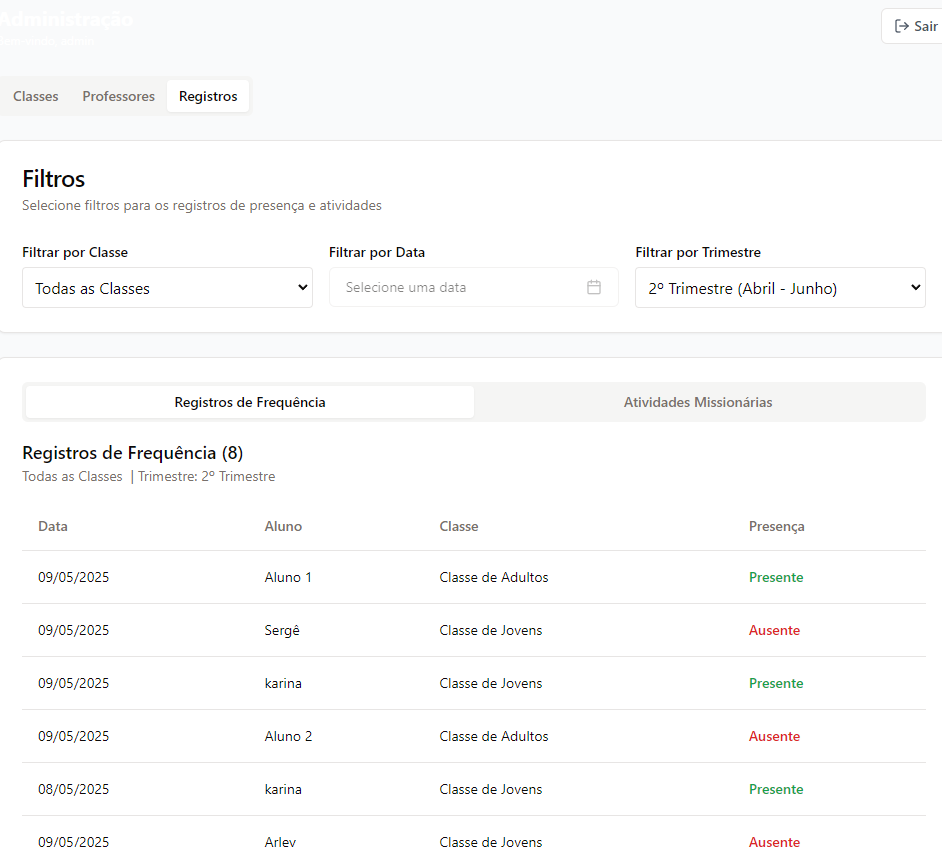 Administração
Sair
Classes Professores Registros
Filtros
Selecione filtros para os registros de presença e atividades
Filtrar por Classe Filtrar por Data Filtrar por Trimestre
Todas as Classes Selecione uma data 2º Trimestre (Abril - Junho)
Registros de Frequência Atividades Missionárias
Registros de Frequência (8)
Todas as Classes | Trimestre: 2º Trimestre
Data Aluno Classe Presença
09/05/2025 Aluno 1 Classe de Adultos Presente
09/05/2025 Sergê Classe de Jovens Ausente
09/05/2025 karina Classe de Jovens Presente
09/05/2025 Aluno 2 Classe de Adultos Ausente
08/05/2025 karina Classe de Jovens Presente
09/05/2025 Arlev Classe de Jovens Ausente